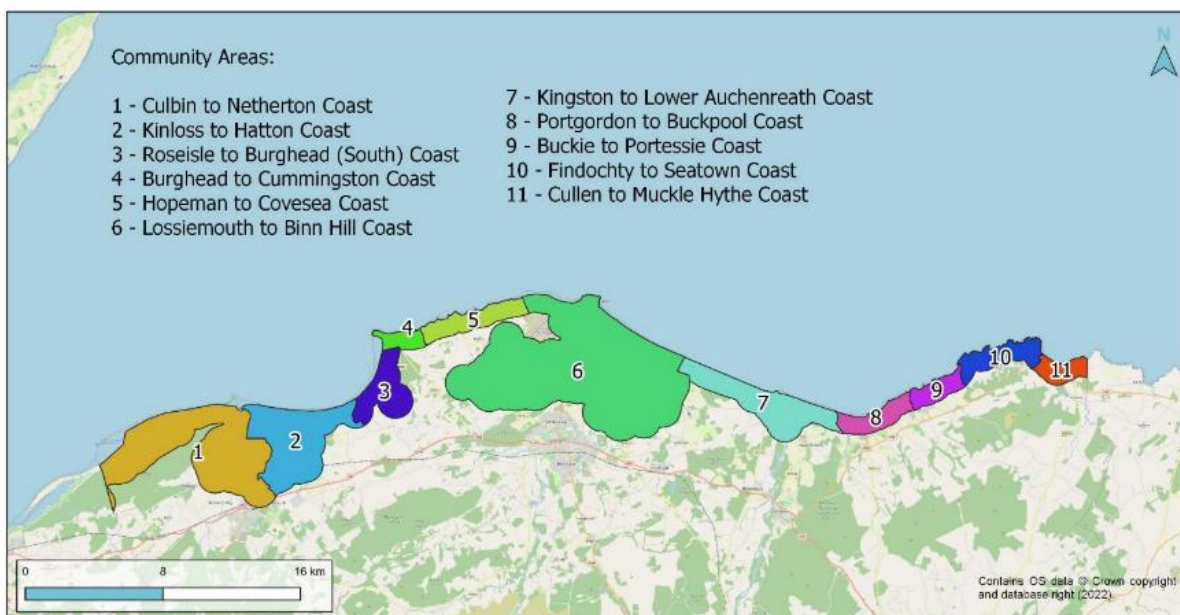 Community Areas:
1 - Culbin to Netherton Coast
2 - Kinloss to Hatton Coast
3 - Roseisle to Burghead (South) Coast
4 - Burghead to Cummingston Coast
5 - Hopeman to Covesea Coast
6 - Lossiemouth to Binn Hill Coast
7 - Kingston to Lower Auchenreath Coast
8 - Portgordon to Buckpool Coast
9 - Buckie to Portessie Coast
10 - Findochty to Seatown Coast
11 - Cullen to Muckle Hythe Coast
N
1
2
3
4
5
6
7
8
9
10
11
0 8 16 km
Contains OS data © Crown copyright
and database right (2022).